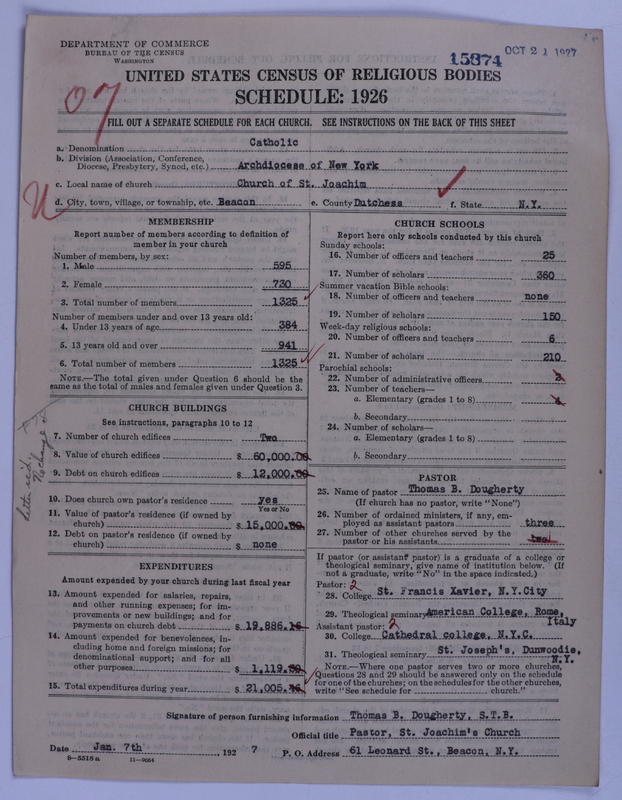 DEPARTMENT OF COMMERCE
BUREAU OF THE CENSUS
WASHINGTON
15874 OCT 21 1927
UNITED STATES CENSUS OF RELIGIOUS BODIES
SCHEDULE: 1926
07
FILL OUT A SEPARATE SCHEDULE FOR EACH CHURCH. SEE INSTRUCTIONS ON THE BACK OF THIS SHEET
a. Denomination Catholic
b. Division (Association, Conference, Diocese, Presbytery, Synod, etc.) Archdiocese of New York
c. Local name of church Church of St. Joachim
d. City, town, village, or township, etc. Beacon e. County Dutchess f. State N.Y.
MEMBERSHIP
Report number of members according to definition of
member in your church
Number of members, by sex:
1. Male 595
2. Female 730
3. Total number of members 1325
Number of members under and over 13 years old:
4. Under 13 years of age 384
5. 13 years old and over 941
6. Total number of members 1325
NOTE.—The total given under Question 6 should be
same as the total of males and females given under Question 3.
CHURCH BUILDINGS
See instructions, paragraphs 10 to 12
7. Number of church edifices Two
8. Value of church edifices $ 60,000.00
9. Debt on church edifices $ 12,000.00
10. Does church own pastor's residence yes
Yes or No
11. Value of pastor's residence (if owned by
church) $ 15,000.00
12. Debt on pastor's residence (if owned by
church) $ none
EXPENDITURES
Amount expended by your church during last fiscal year
13. Amount expended for salaries, repairs,
and other running expenses; for im-
provements or new buildings; and for
payments on church debt $ 19,886.16
14. Amount expended for benevolences, in-
cluding home and foreign missions; for
denominational support; and for all
other purposes $ 1,119.
15. Total expenditures during year $ 21,005.
CHURCH SCHOOLS
Report here only schools conducted by this church
Sunday schools:
16. Number of officers and teachers 25
17. Number of scholars 360
Summer vacation Bible schools:
18. Number of officers and teachers none
19. Number of scholars 150
Week-day religious schools:
20. Number of officers and teachers 6
21. Number of scholars 210
Parochial schools:
22. Number of administrative officers
23. Number of teachers—
a. Elementary (grades 1 to 8)
b. Secondary
24. Number of scholars—
a. Elementary (grades 1 to 8)
b. Secondary
PASTOR
25. Name of pastor Thomas B. Dougherty
(If church has no pastor, write "None")
26. Number of ordained ministers, if any, em-
ployed as assistant pastors three
27. Number of other churches served by the
pastor or his assistants two
If pastor (or assistant pastor) is a graduate of a college or
theological seminary, give name of institution below. (If
not a graduate, write "No" in the space indicated.)
Pastor: 2
28. College St. Francis Xavier, N.Y.City
29. Theological seminary American College, Rome,
Italy
Assistant pastor: 2
30. College Cathedral college, N.Y.C.
31. Theological seminary St. Joseph's, Dunwoodie,
N.Y.
NOTE.—Where one pastor serves two or more churches,
Questions 28 and 29 should be answered only on the schedule
for one of the churches; on the schedules for the other churches,
write "See schedule for church."
Signature of person furnishing information Thomas B. Dougherty, S.T.B.
Official title Pastor, St. Joachim's Church
Date Jan. 7th 1927 P. O. Address 61 Leonard St., Beacon, N.Y.
8—5518a 11—9064